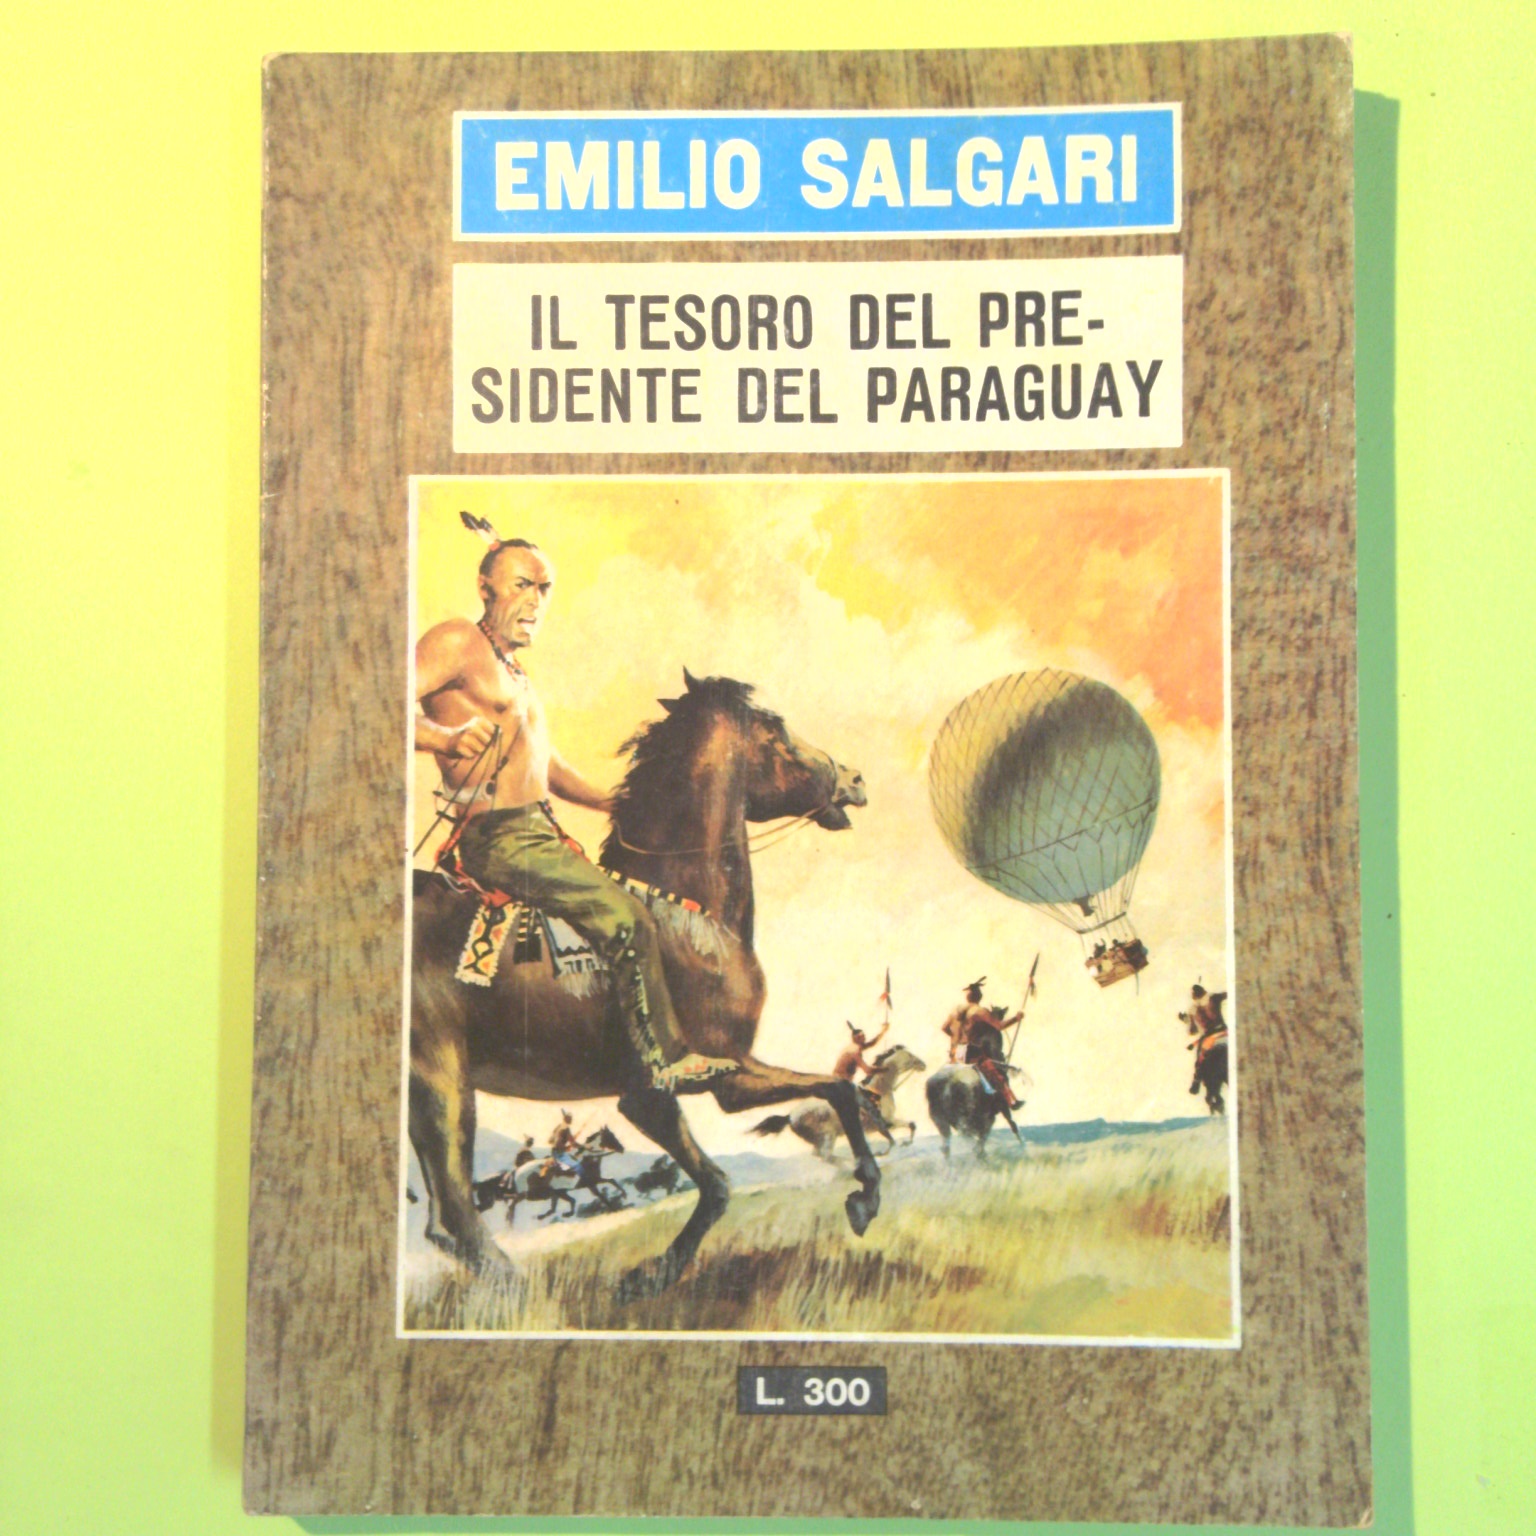 EMILIO SALGARI
IL TESORO DEL PRE-
SIDENTE DEL PARAGUAY
L. 300